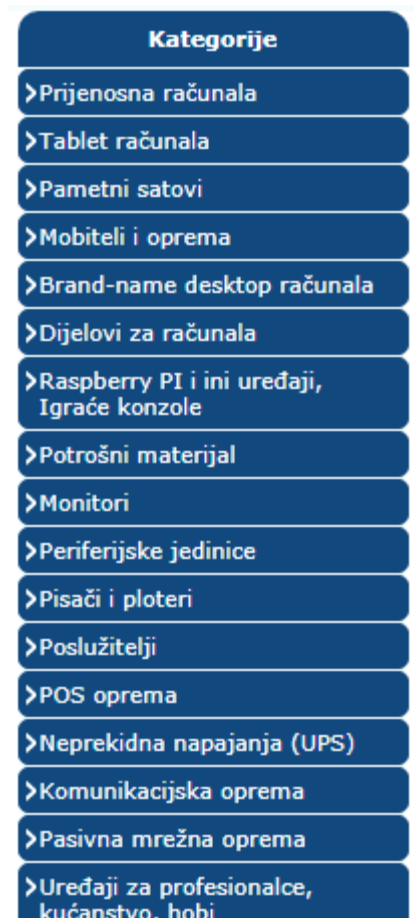 Kategorije
>Prijenosna računala
>Tablet računala
>Pametni satovi
>Mobiteli i oprema
>Brand-name desktop računala
>Dijelovi za računala
>Raspberry PI i ini uređaji,
Igraće konzole
>Potrošni materijal
>Monitori
>Periferijske jedinice
>Pisači i ploteri
>Poslužitelji
>POS oprema
>Neprekidna napajanja (UPS)
>Komunikacijska oprema
>Pasivna mrežna oprema
>Uređaji za profesionalce,
kućanstvo, hobi